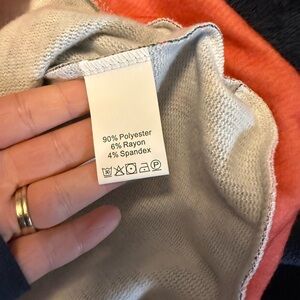 90% Polyester
6% Rayon
4% Spandex